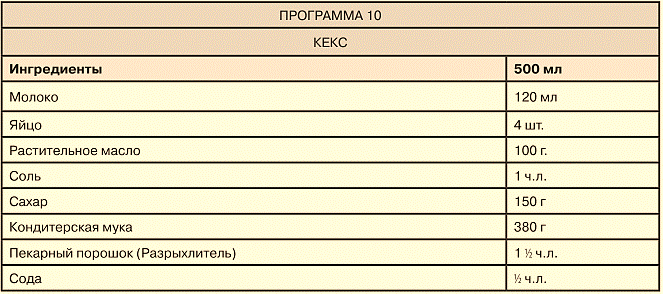 ПРОГРАММА 10
КЕКС
Ингредиенты 500 мл
Молоко 120 мл
Яйцо 4 шт.
Растительное масло 100 г.
Соль 1 ч.л.
Сахар 150 г
Кондитерская мука 380 г
Пекарный порошок (Разрыхлитель) 1 ½ ч.л.
Сода ½ ч.л.